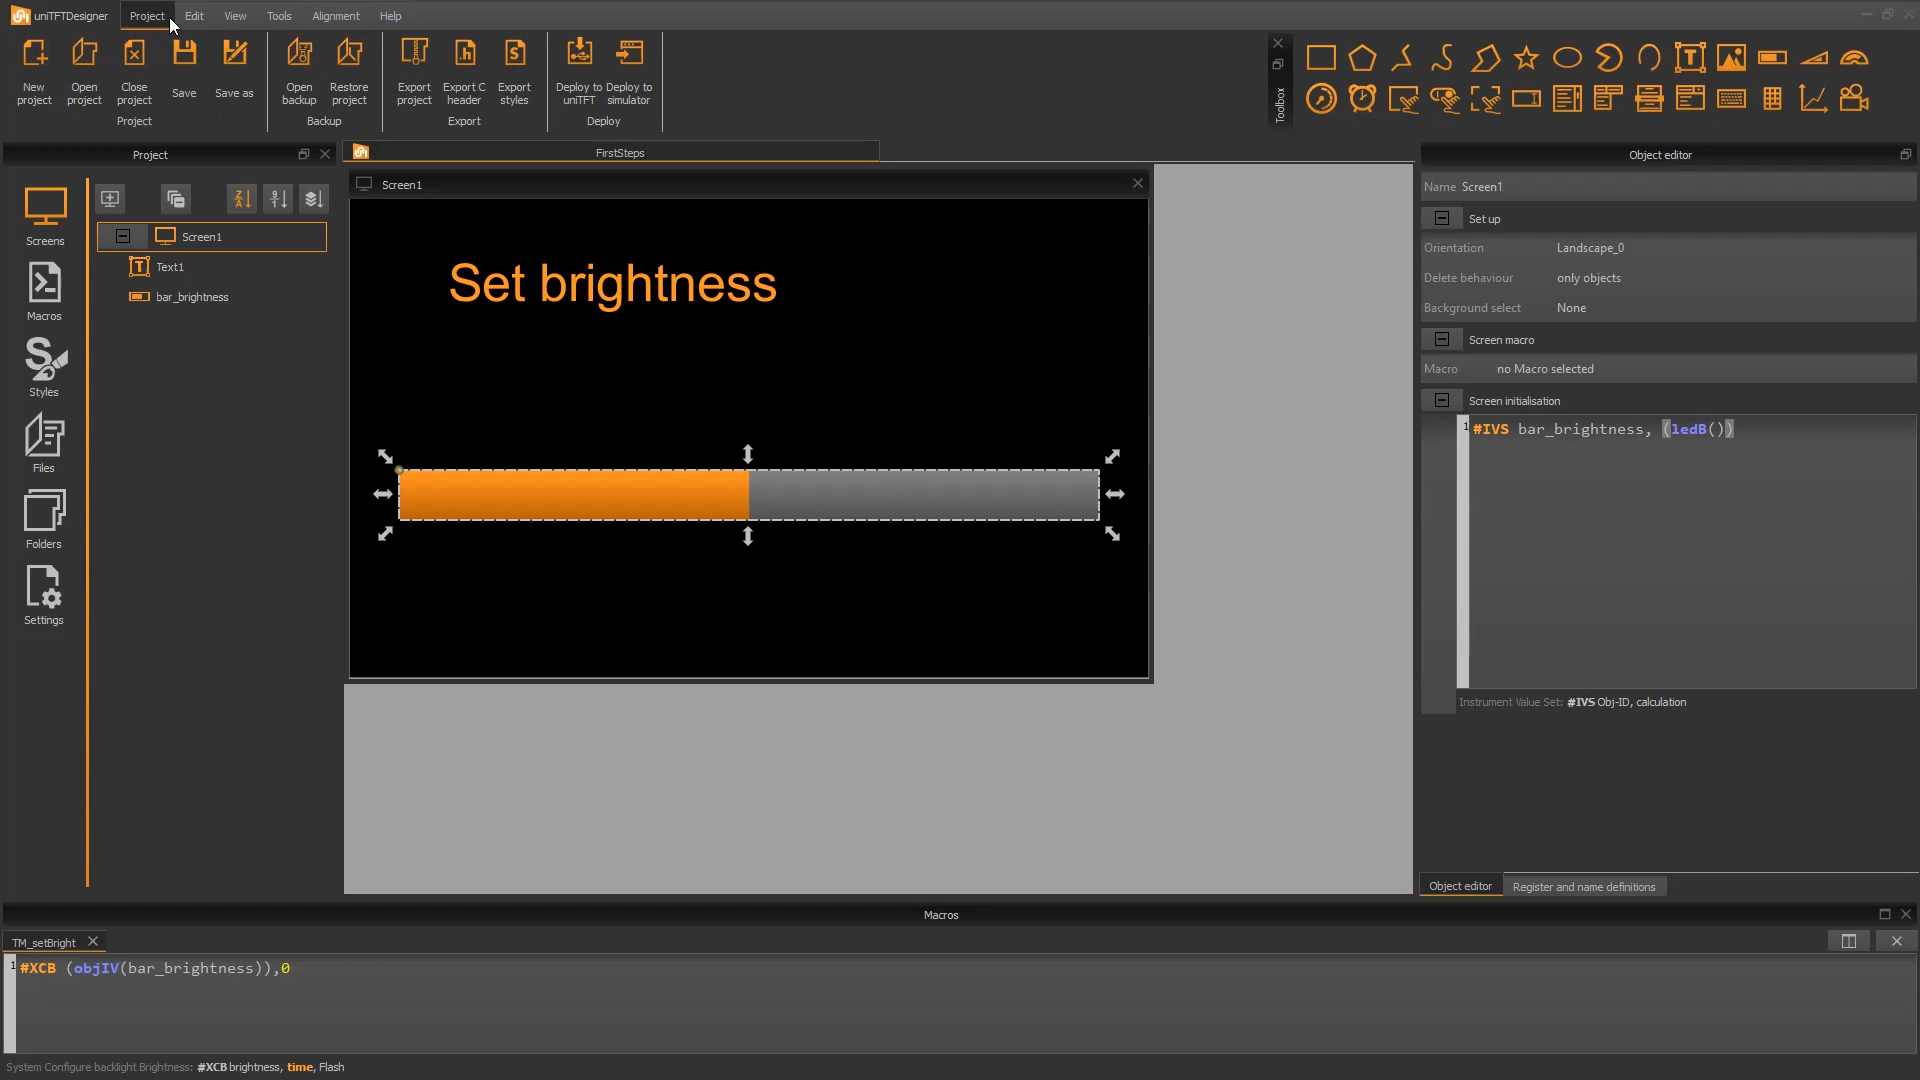 uniTFTDesigner
Project Edit View Tools Alignment Help
New project
Open project
Close project
Save
Save as
Project
Open backup
Restore project
Backup
Export project
Export C header
Export styles
Export
Deploy to uniTFT
Deploy to simulator
Deploy
Toolbox
Project
Screens
Macros
Styles
Files
Folders
Settings
Screen1
Text1
bar_brightness
FirstSteps
Screen1
Set brightness
Object editor
Name Screen1
Set up
Orientation Landscape_0
Delete behaviour only objects
Background select None
Screen macro
Macro no Macro selected
Screen initialisation
1 #IVS bar_brightness, (ledB())
Instrument Value Set: #IVS Obj-ID, calculation
Object editor Register and name definitions
Macros
TM_setBright
1 #XCB (objIV(bar_brightness)),0
System Configure backlight Brightness: #XCB brightness, time, Flash